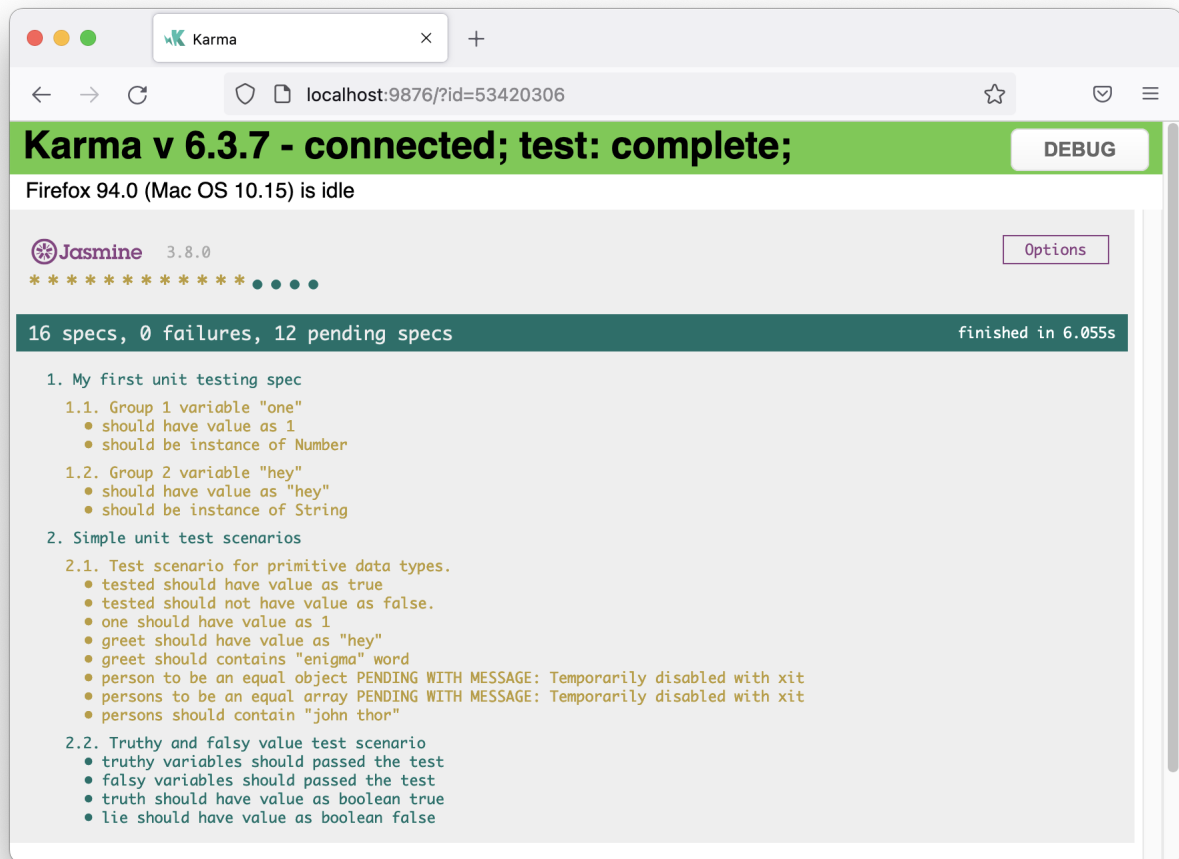 Karma
localhost:9876/?id=53420306
Karma v 6.3.7 - connected; test: complete;
DEBUG
Firefox 94.0 (Mac OS 10.15) is idle
Jasmine 3.8.0
Options
* * * * * * * * * * * * ● ● ● ●
16 specs, 0 failures, 12 pending specs
finished in 6.055s
1. My first unit testing spec
1.1. Group 1 variable "one"
● should have value as 1
● should be instance of Number
1.2. Group 2 variable "hey"
● should have value as "hey"
● should be instance of String
2. Simple unit test scenarios
2.1. Test scenario for primitive data types.
● tested should have value as true
● tested should not have value as false.
● one should have value as 1
● greet should have value as "hey"
● greet should contains "enigma" word
● person to be an equal object PENDING WITH MESSAGE: Temporarily disabled with xit
● persons to be an equal array PENDING WITH MESSAGE: Temporarily disabled with xit
● persons should contain "john thor"
2.2. Truthy and falsy value test scenario
● truthy variables should passed the test
● falsy variables should passed the test
● truth should have value as boolean true
● lie should have value as boolean false